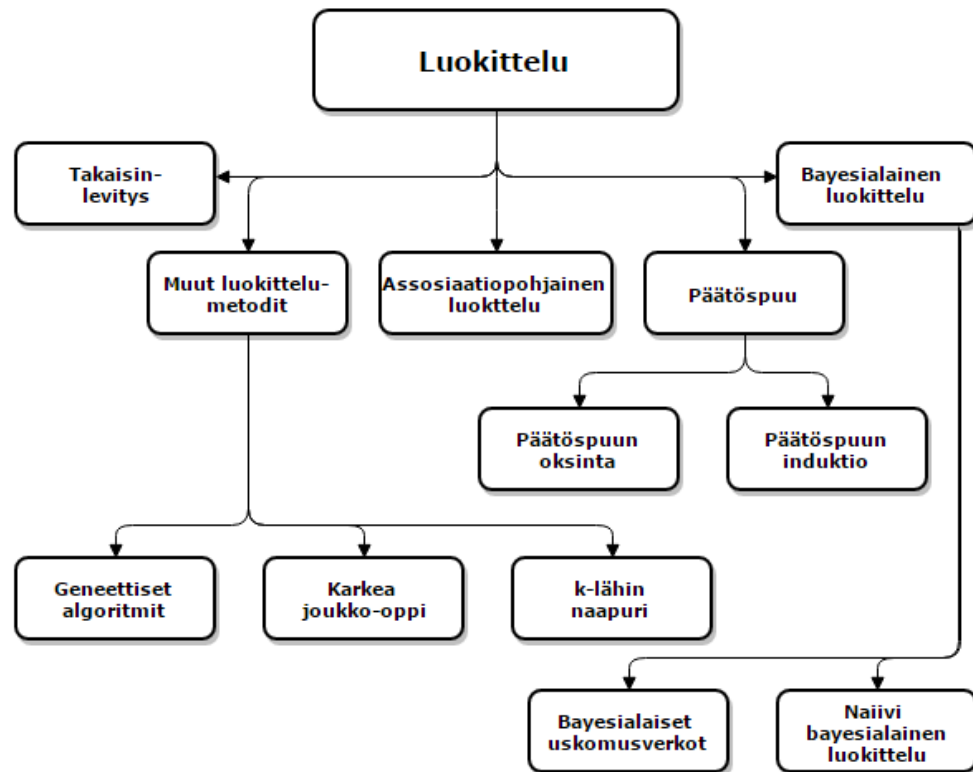 Luokittelu
Takaisin-
levitys
Bayesialainen
luokittelu
Muut luokittelu-
metodit
Assosiaatiopohjainen
luokttelu
Päätöspuu
Päätöspuun
oksinta
Päätöspuun
induktio
Geneettiset
algoritmit
Karkea
joukko-oppi
k-lähin
naapuri
Bayesialaiset
uskomusverkot
Naiivi
bayesialainen
luokittelu